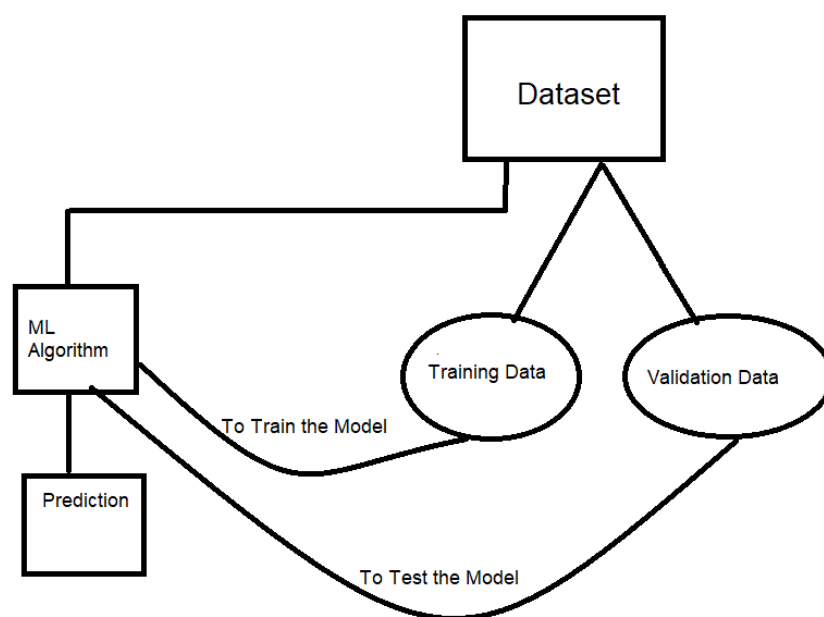 Dataset
ML
Algorithm
Training Data
Validation Data
To Train the Model
Prediction
To Test the Model